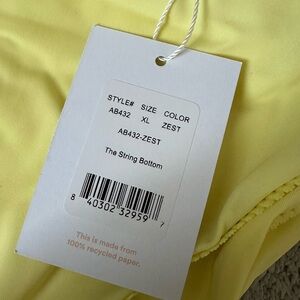 STYLE# SIZE COLOR
AB432 XL ZEST
AB432-ZEST
The String Bottom
8 40302 32959 7
This is made from
100% recycled paper.